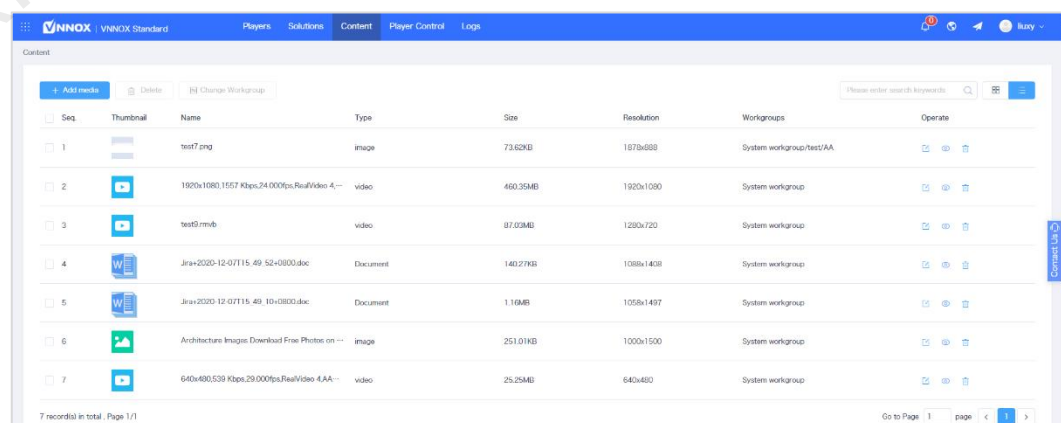 VNNOX | VNNOX Standard Players Solutions Content Player Control Logs 0 liuxy
Content
+ Add media Delete Change Workgroup Please enter search keywords
Seq. Thumbnail Name Type Size Resolution Workgroups Operate
1 test7.png image 73.62KB 1878x888 System workgroup/test/AA
2 1920x1080,1557 Kbps,24.000fps,RealVideo 4,··· video 460.35MB 1920x1080 System workgroup
3 test9.rmvb video 87.03MB 1280x720 System workgroup
4 W Jira+2020-12-07T15_49_52+0800.doc Document 140.27KB 1088x1408 System workgroup
5 W Jira+2020-12-07T15_49_10+0800.doc Document 1.16MB 1058x1497 System workgroup
6 Architecture Images Download Free Photos on ··· image 251.01KB 1000x1500 System workgroup
7 640x480,539 Kbps,29.000fps,RealVideo 4,AA··· video 25.25MB 640x480 System workgroup
7 record(s) in total , Page 1/1 Go to Page 1 page < 1 >
Contact Us